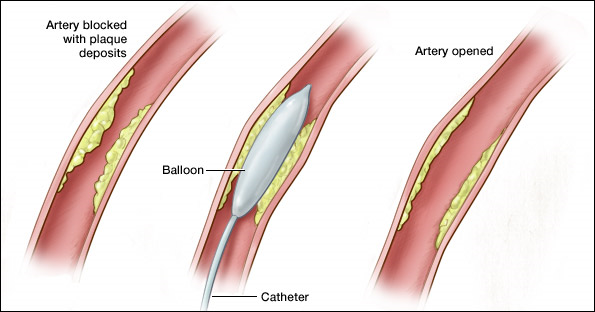 Artery blocked
with plaque
deposits
Artery opened
Balloon
Catheter